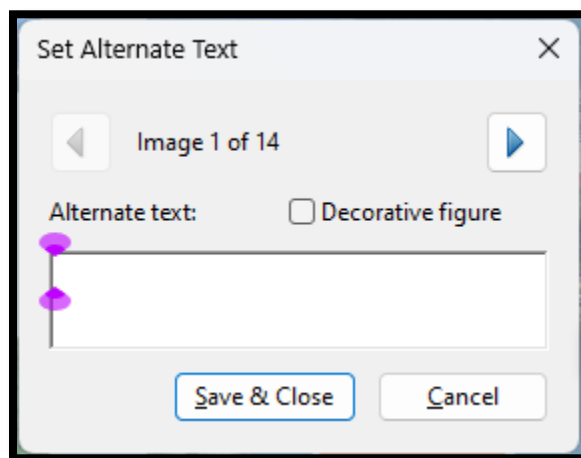 Set Alternate Text
Image 1 of 14
Alternate text: Decorative figure
Save & Close Cancel